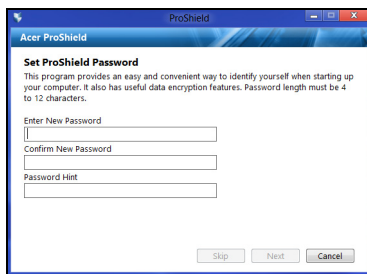 ProShield
Acer ProShield
Set ProShield Password
This program provides an easy and convenient way to identify yourself when starting up
your computer. It also has useful data encryption features. Password length must be 4
to 12 characters.
Enter New Password
Confirm New Password
Password Hint
Skip
Next
Cancel